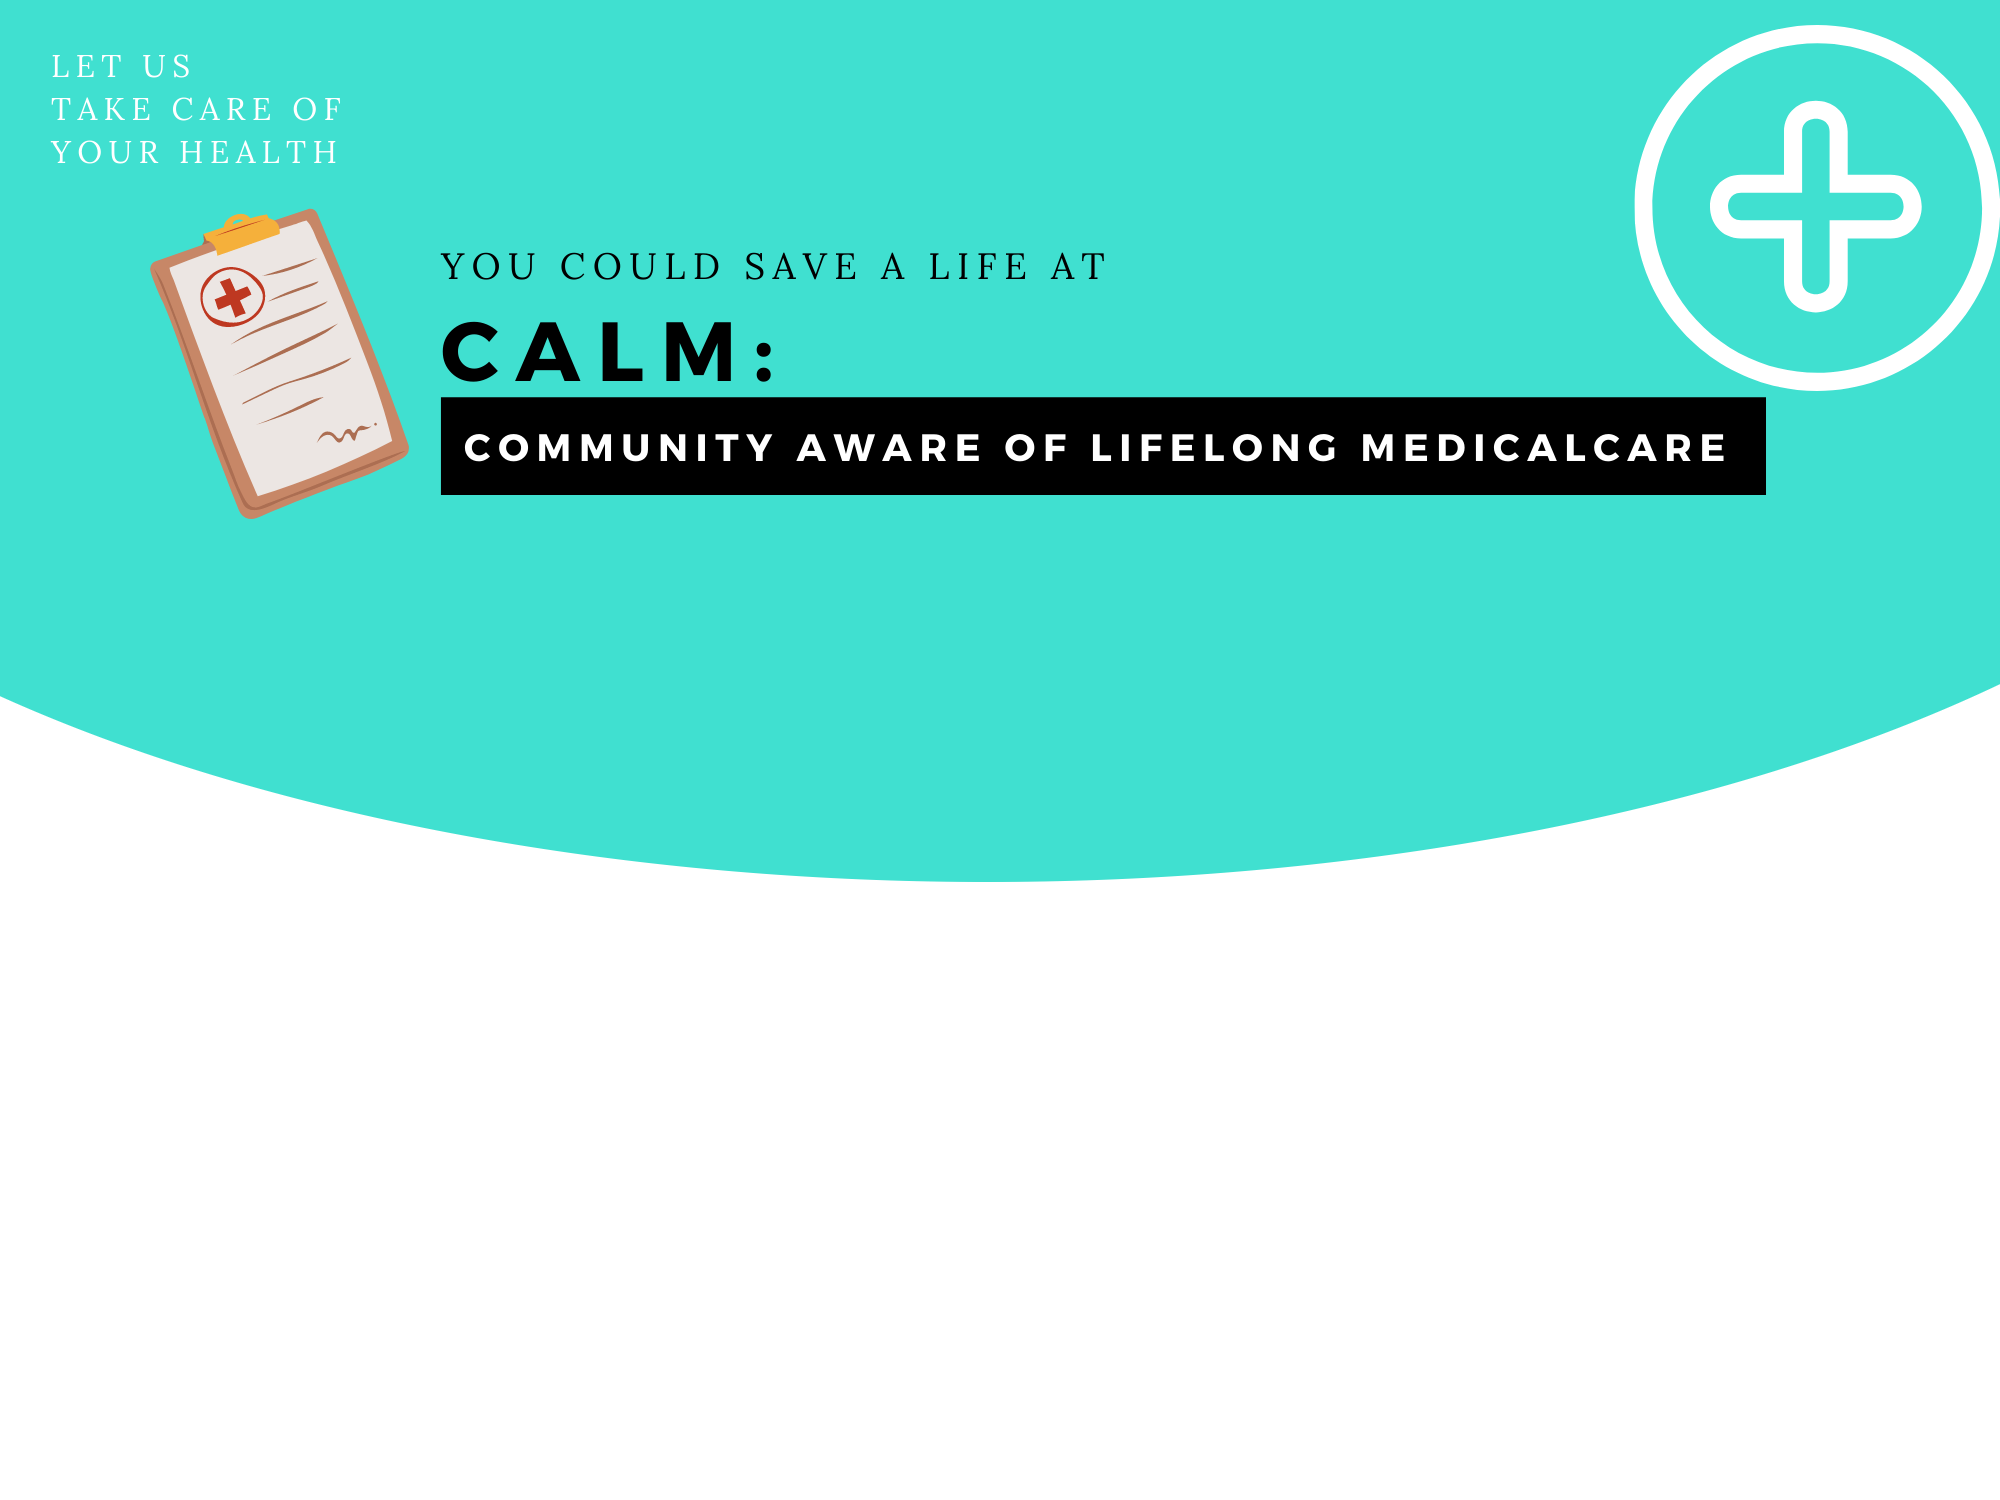 LET US
TAKE CARE OF
YOUR HEALTH
YOU COULD SAVE A LIFE AT
CALM:
COMMUNITY AWARE OF LIFELONG MEDICALCARE